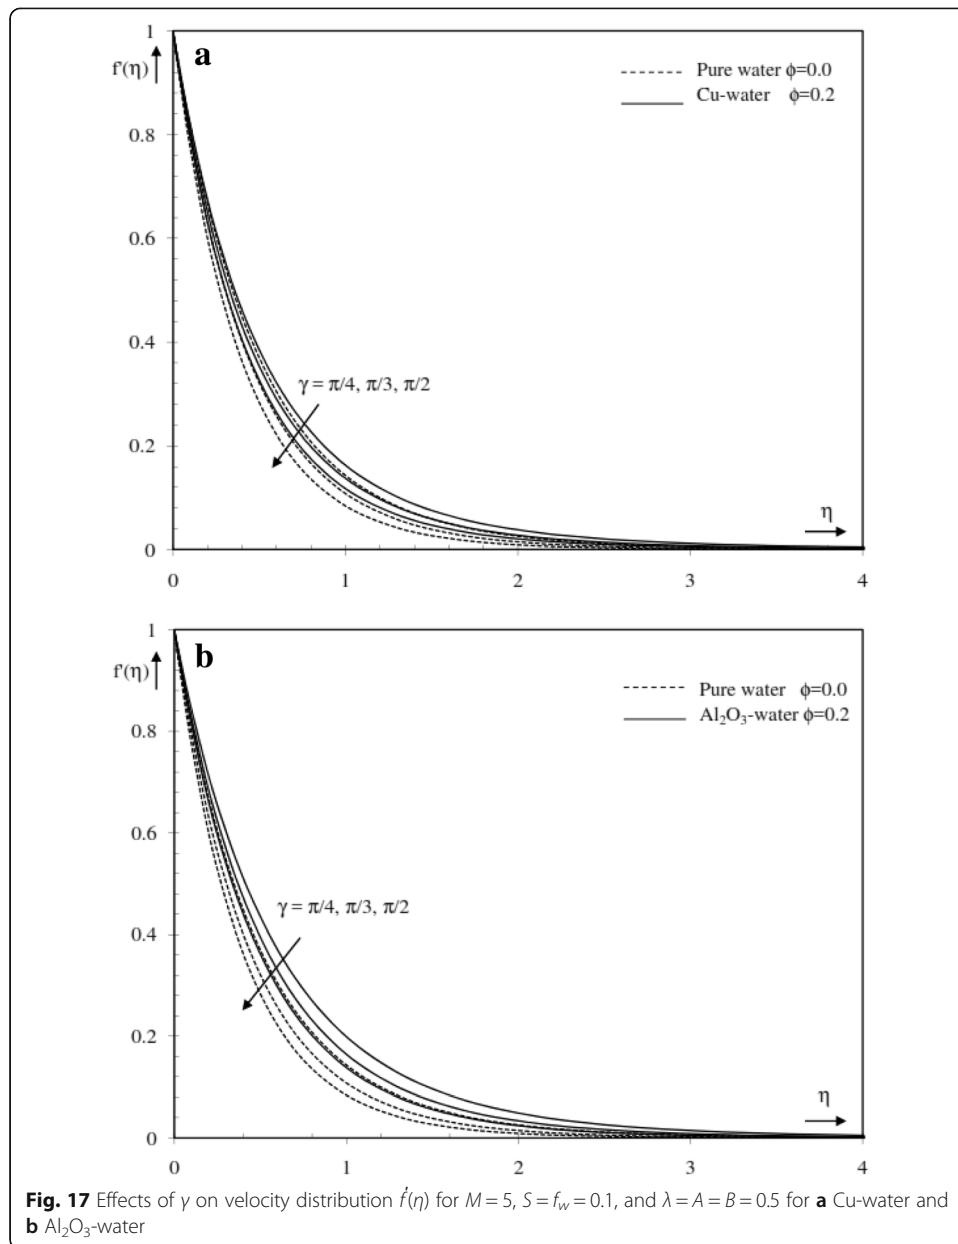 1
a
f'(η)
Pure water ϕ=0.0
Cu-water ϕ=0.2
0.8
0.6
0.4
γ = π/4, π/3, π/2
0.2
η
0
0 1 2 3 4
1
b
f'(η)
Pure water ϕ=0.0
Al₂O₃-water ϕ=0.2
0.8
0.6
γ = π/4, π/3, π/2
0.4
0.2
η
0
0 1 2 3 4
Fig. 17 Effects of γ on velocity distribution f′(η) for M = 5, S = f_w = 0.1, and λ = A = B = 0.5 for a Cu-water and
b Al₂O₃-water